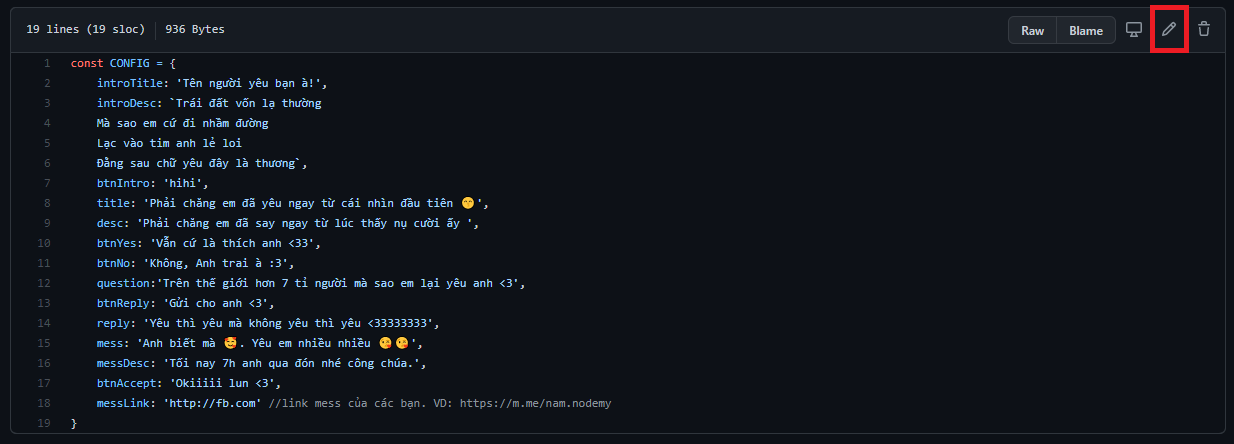 19 lines (19 sloc) 936 Bytes Raw Blame
1 const CONFIG = {
2 introTitle: 'Tên người yêu bạn à!',
3 introDesc: `Trái đất vốn lạ thường
4 Mà sao em cứ đi nhầm đường
5 Lạc vào tim anh lẻ loi
6 Đằng sau chữ yêu đây là thương`,
7 btnIntro: 'hihi',
8 title: 'Phải chăng em đã yêu ngay từ cái nhìn đầu tiên 😙',
9 desc: 'Phải chăng em đã say ngay từ lúc thấy nụ cười ấy ',
10 btnYes: 'Vẫn cứ là thích anh <33',
11 btnNo: 'Không, Anh trai à :3',
12 question:'Trên thế giới hơn 7 tỉ người mà sao em lại yêu anh <3',
13 btnReply: 'Gửi cho anh <3',
14 reply: 'Yêu thì yêu mà không yêu thì yêu <33333333',
15 mess: 'Anh biết mà 🥰. Yêu em nhiều nhiều 😘😘',
16 messDesc: 'Tối nay 7h anh qua đón nhé công chúa.',
17 btnAccept: 'Okiiiii lun <3',
18 messLink: 'http://fb.com' //link mess của các bạn. VD: https://m.me/nam.nodemy
19 }